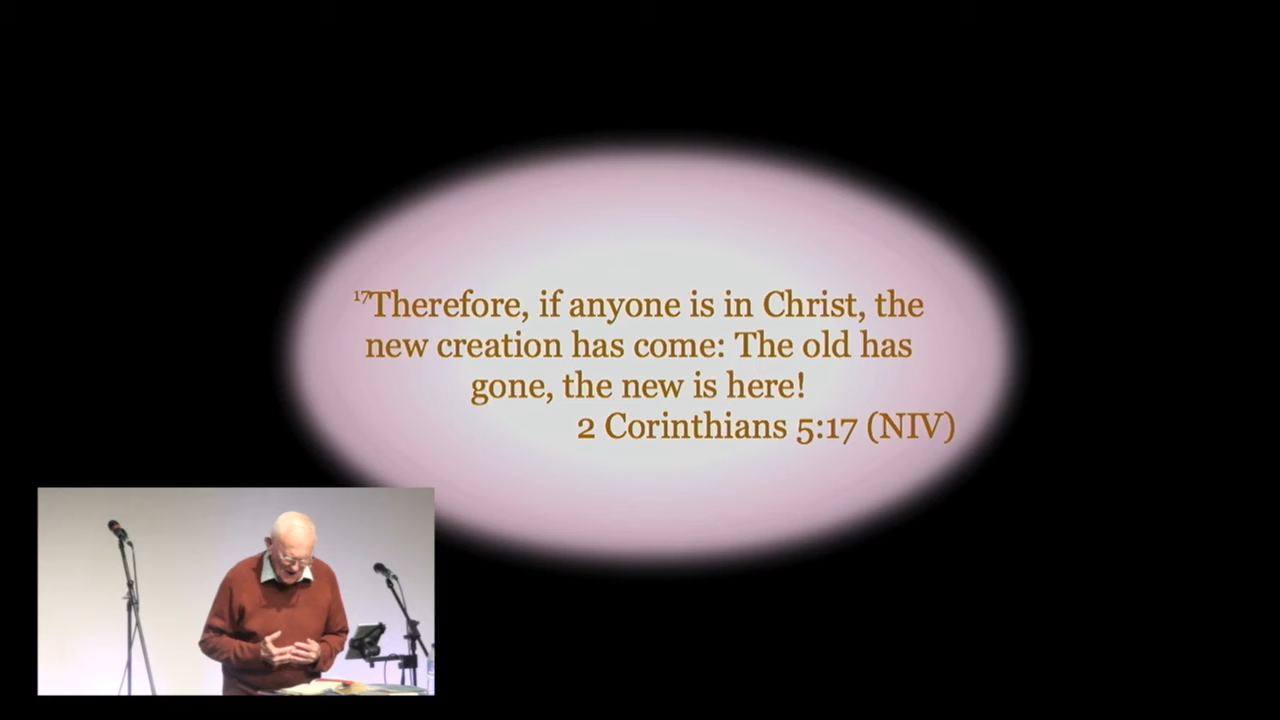 ¹⁷Therefore, if anyone is in Christ, the
new creation has come: The old has
gone, the new is here!
2 Corinthians 5:17 (NIV)